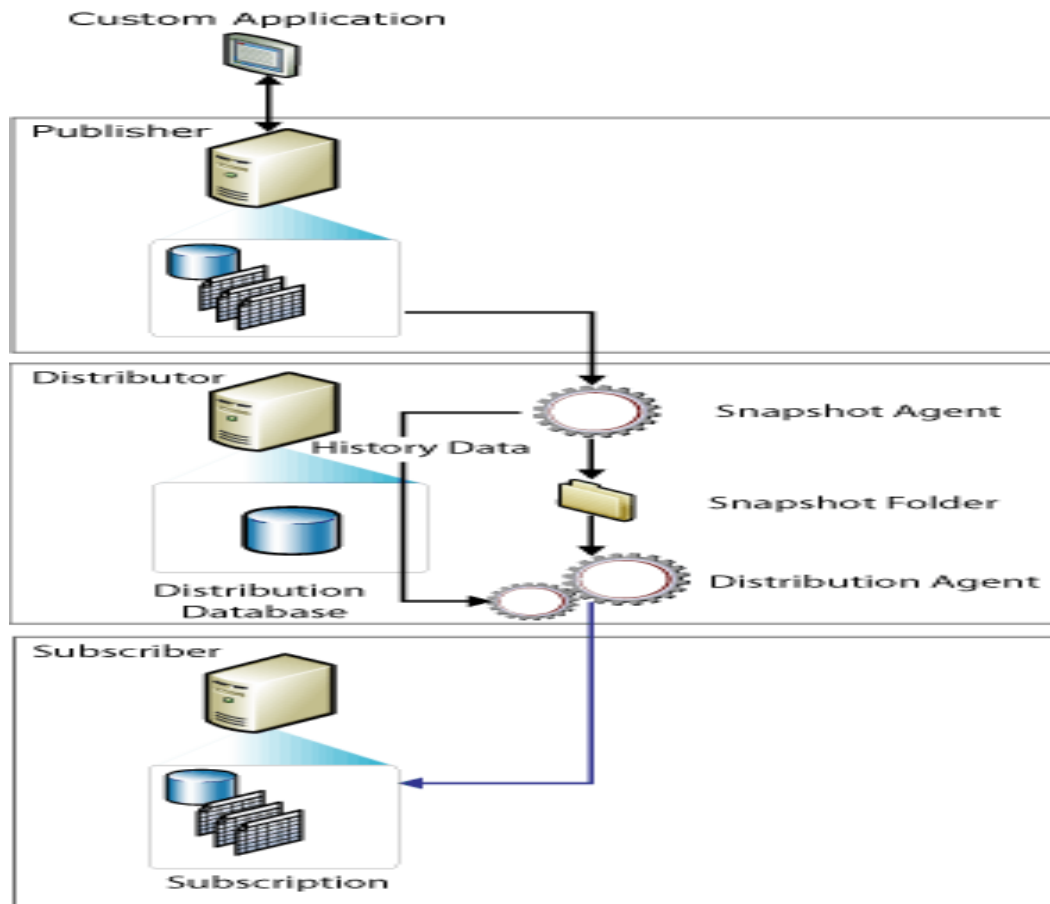 Custom Application
Publisher
Distributor
Snapshot Agent
History Data
Snapshot Folder
Distribution Agent
Distribution
Database
Subscriber
Subscription